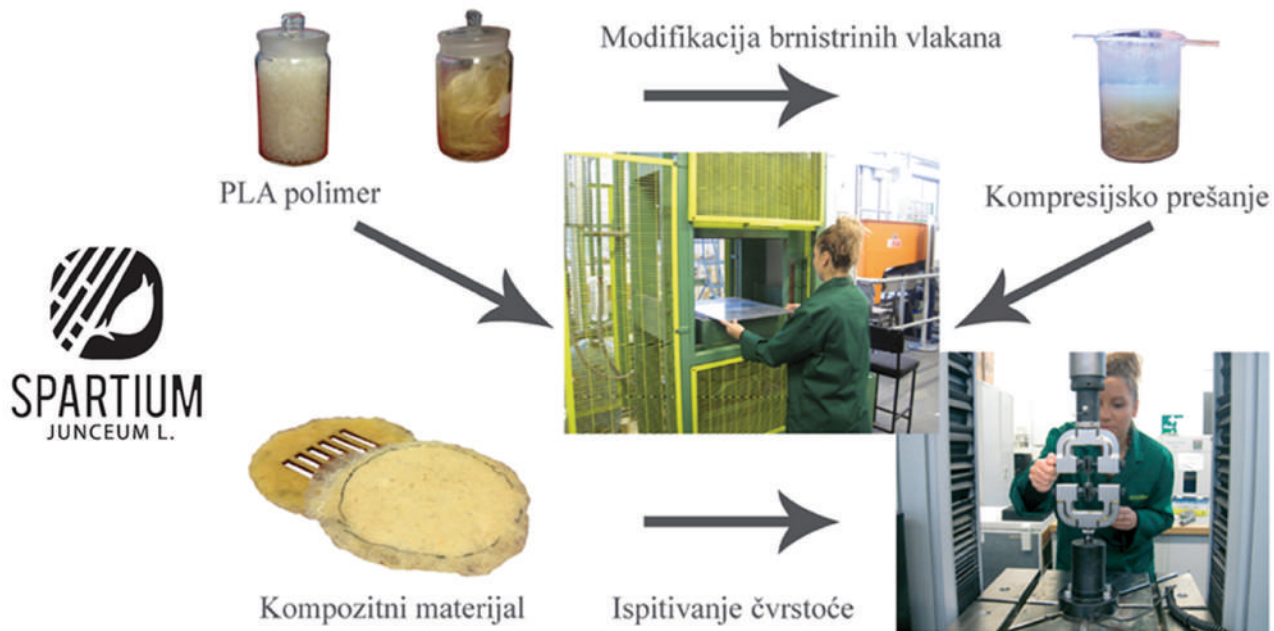 Modifikacija brnistrinih vlakana
PLA polimer
Kompresijsko prešanje
SPARTIUM
JUNCEUM L.
Kompozitni materijal
Ispitivanje čvrstoće